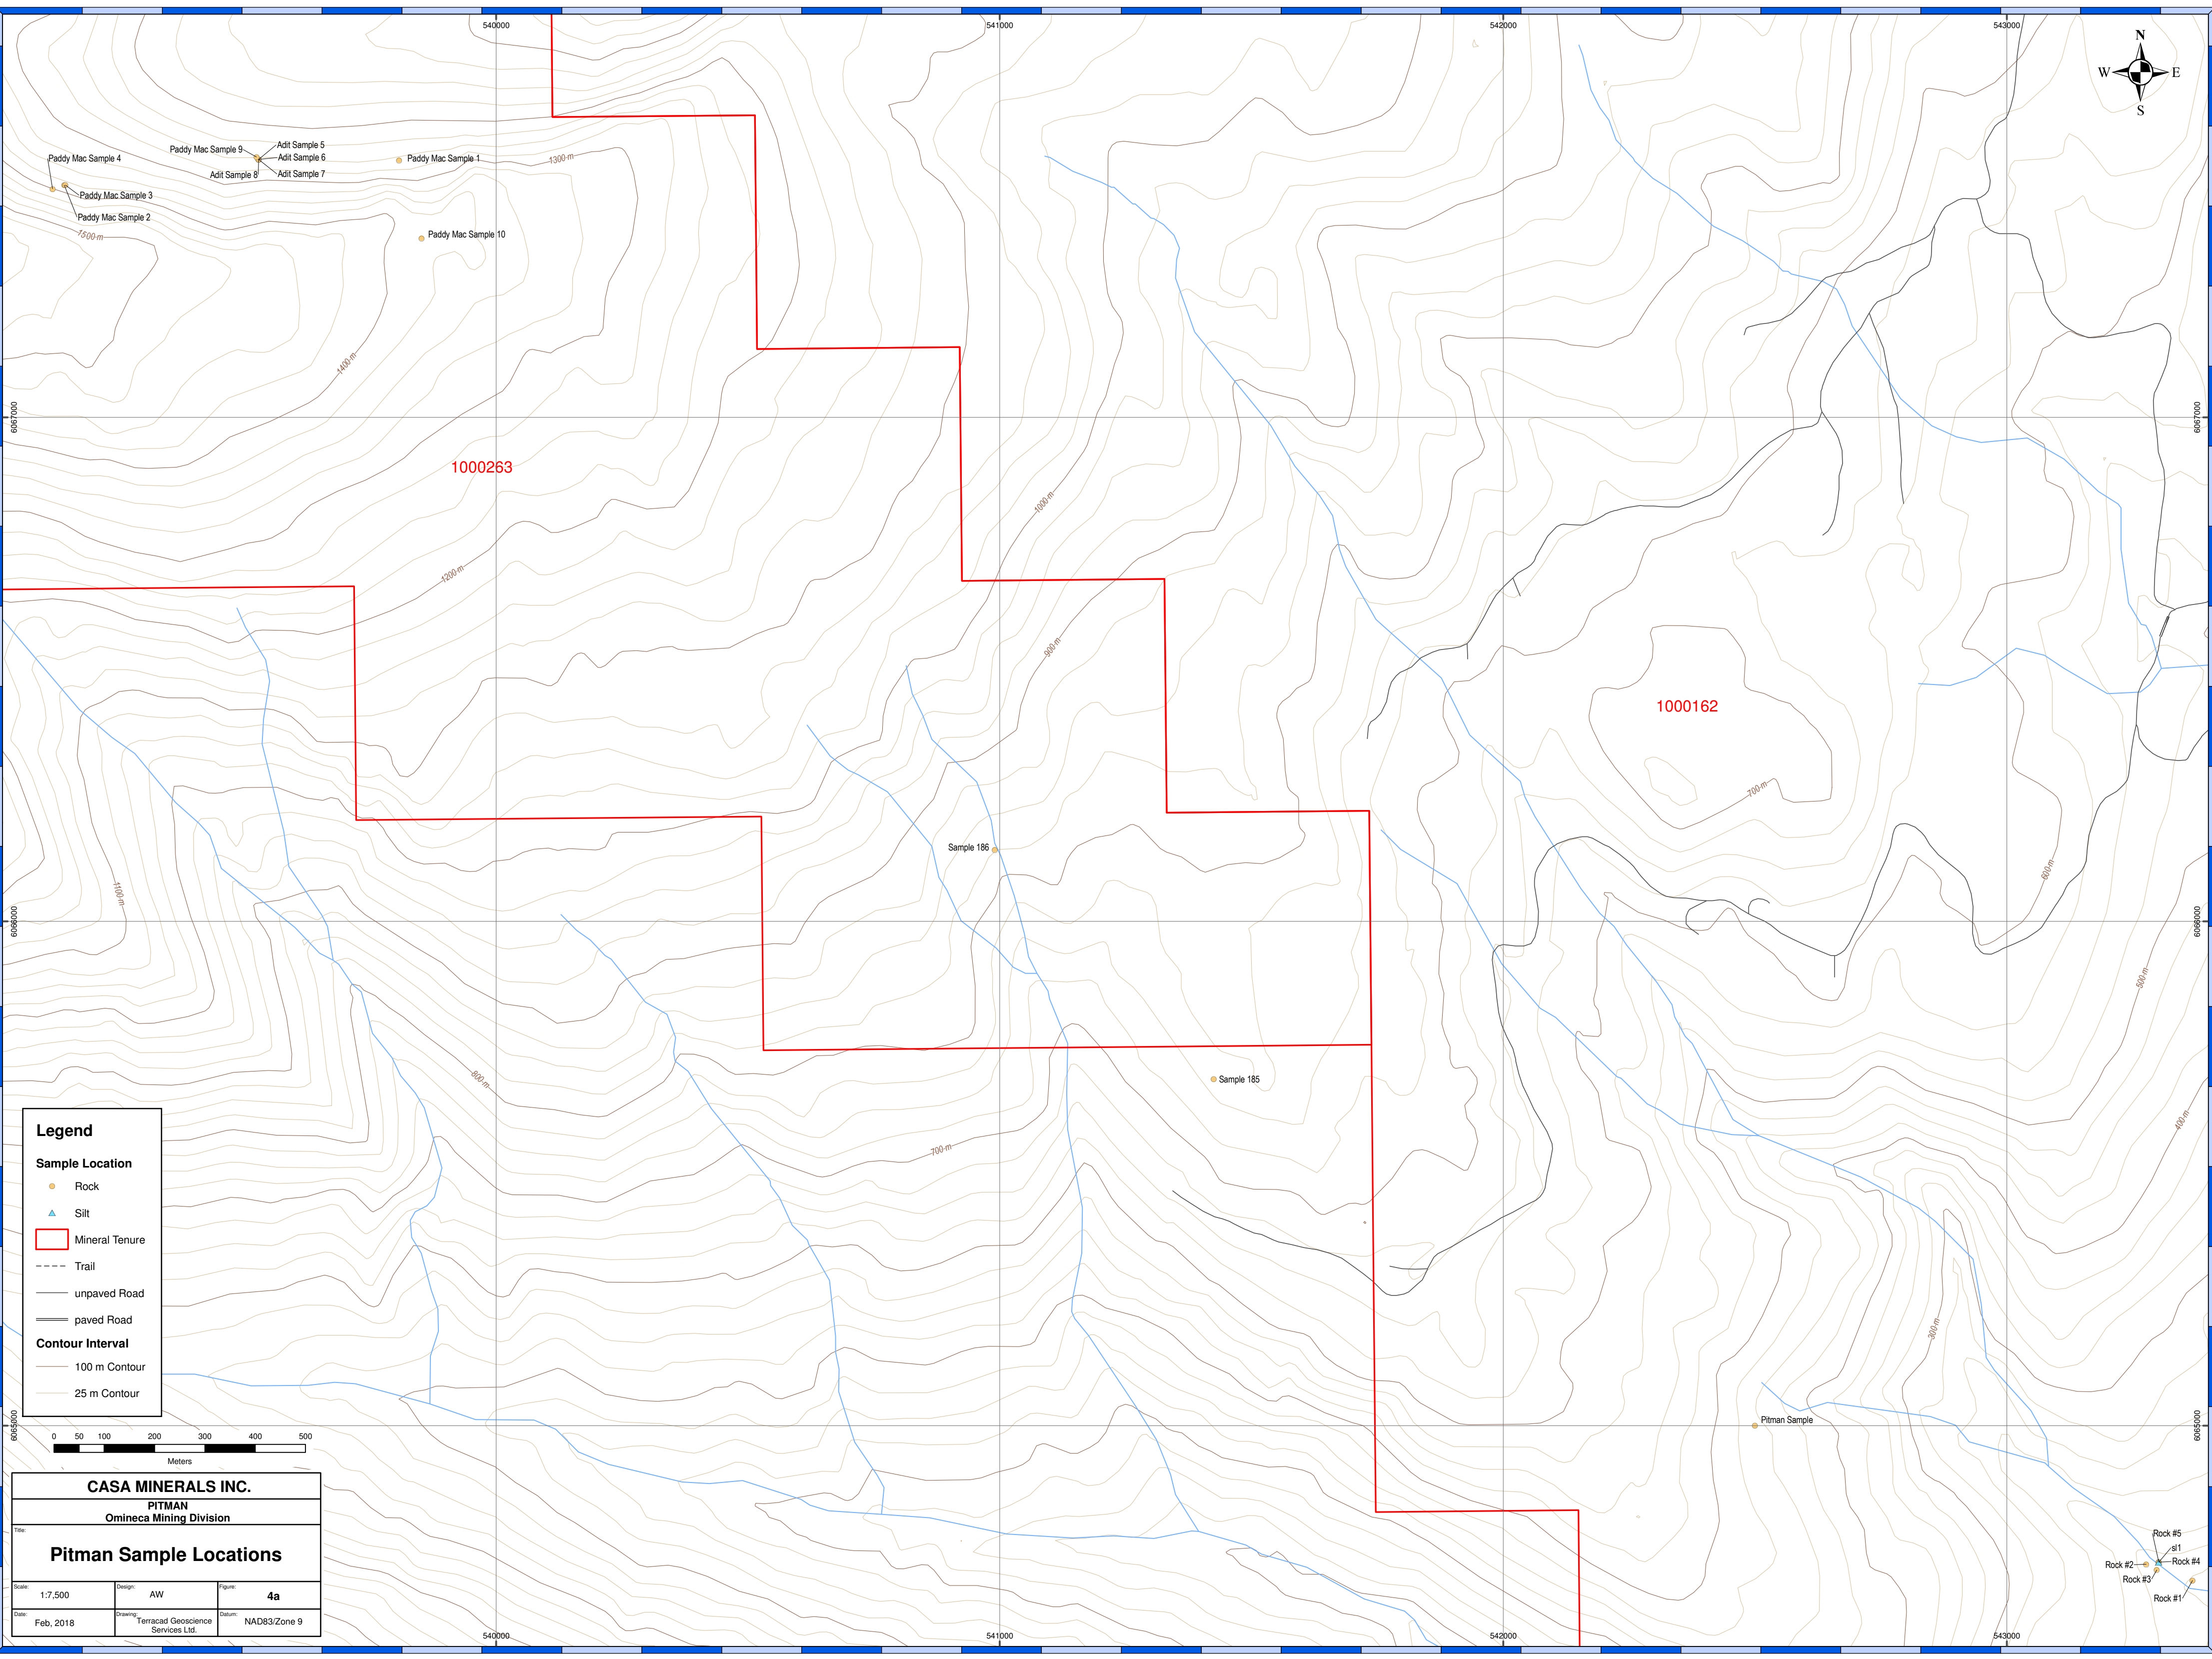 540000
541000
542000
543000
N
W
E
S
Paddy Mac Sample 4
Paddy Mac Sample 9
Adit Sample 5
Adit Sample 6
Adit Sample 8
Adit Sample 7
Paddy Mac Sample 1
Paddy Mac Sample 3
Paddy Mac Sample 2
Paddy Mac Sample 10
1300 m
1500 m
1400 m
6067000
6067000
1000263
1000 m
1200 m
900 m
1000162
700 m
Sample 186
600 m
1100 m
6066000
6066000
500 m
800 m
Sample 185
400 m
700 m
300 m
Legend
Sample Location
Rock
Silt
Mineral Tenure
Trail
unpaved Road
paved Road
Contour Interval
100 m Contour
25 m Contour
6065000
6065000
Pitman Sample
0 50 100 200 300 400 500
Meters
CASA MINERALS INC.
PITMAN
Omineca Mining Division
Title:
Pitman Sample Locations
Scale: 1:7,500
Design: AW
Figure: 4a
Date: Feb, 2018
Drawing: Terracad Geoscience
Services Ltd.
Datum: NAD83/Zone 9
Rock #5
sl1
Rock #4
Rock #2
Rock #3
Rock #1
540000
541000
542000
543000